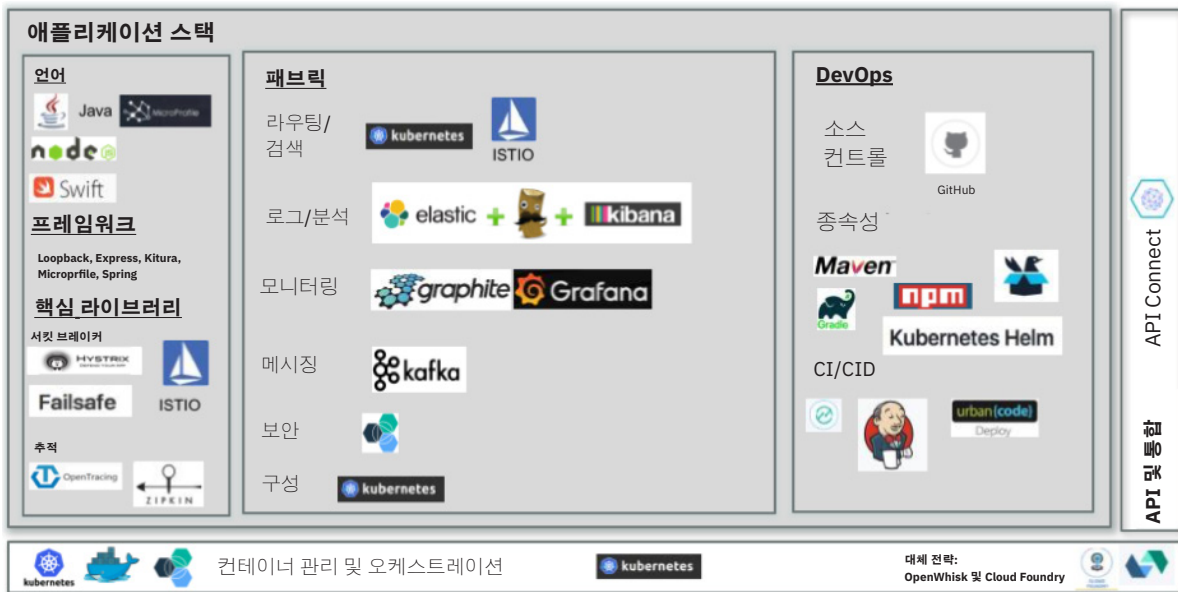 애플리케이션 스택
언어
Java
MicroProfile
node
Swift
프레임워크
Loopback, Express, Kitura,
Microprfile, Spring
핵심 라이브러리
서킷 브레이커
HYSTRIX
Failsafe
ISTIO
추적
OpenTracing
ZIPKIN
패브릭
라우팅/
검색
kubernetes
ISTIO
로그/분석
elastic + + kibana
모니터링
graphite
Grafana
메시징
kafka
보안
구성
kubernetes
DevOps
소스
컨트롤
GitHub
종속성
Maven
npm
Gradle
Kubernetes Helm
CI/CID
urban{code}
Deploy
API Connect
API 및 통합
kubernetes
컨테이너 관리 및 오케스트레이션
kubernetes
대체 전략:
OpenWhisk 및 Cloud Foundry